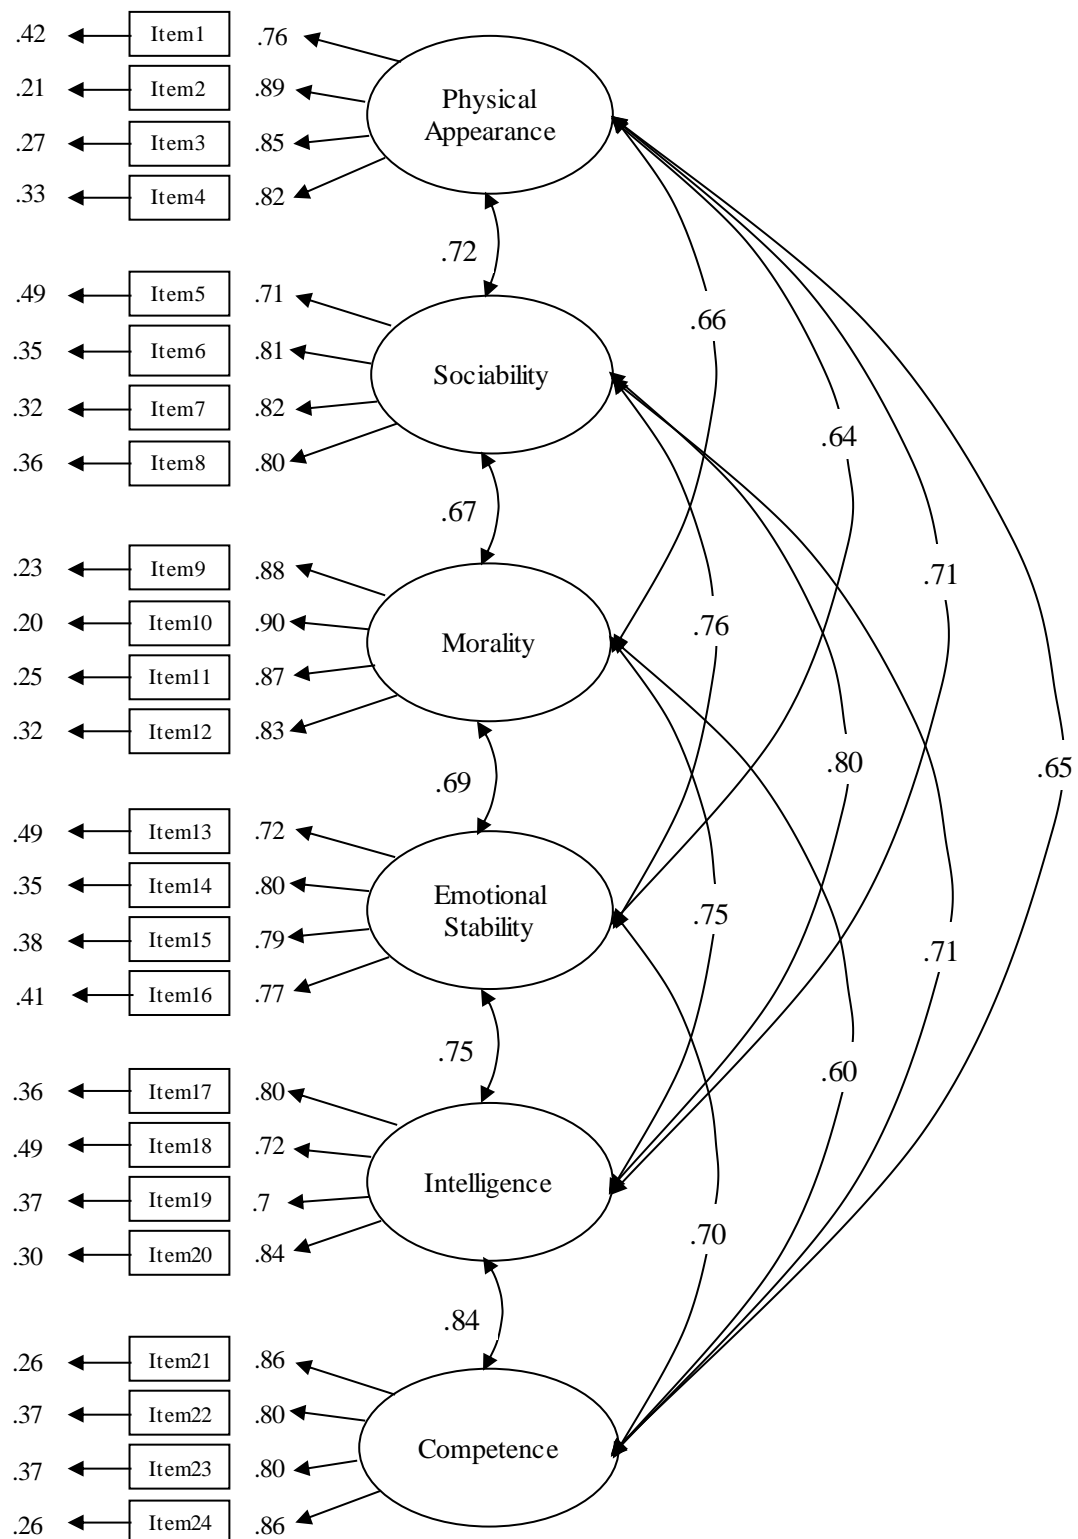 .42 Item1 .76
.21 Item2 .89
Physical
Appearance
.27 Item3 .85
.33 Item4 .82
.72
.49 Item5 .71
.66
.35 Item6 .81
Sociability
.32 Item7 .82
.64
.36 Item8 .80
.67
.23 Item9 .88
.71
.20 Item10 .90
.76
Morality
.25 Item11 .87
.32 Item12 .83
.80
.65
.69
.49 Item13 .72
.35 Item14 .80
Emotional
Stability
.75
.38 Item15 .79
.71
.41 Item16 .77
.75
.60
.36 Item17 .80
.49 Item18 .72
Intelligence
.37 Item19 .7
.70
.30 Item20 .84
.84
.26 Item21 .86
.37 Item22 .80
Competence
.37 Item23 .80
.26 Item24 .86